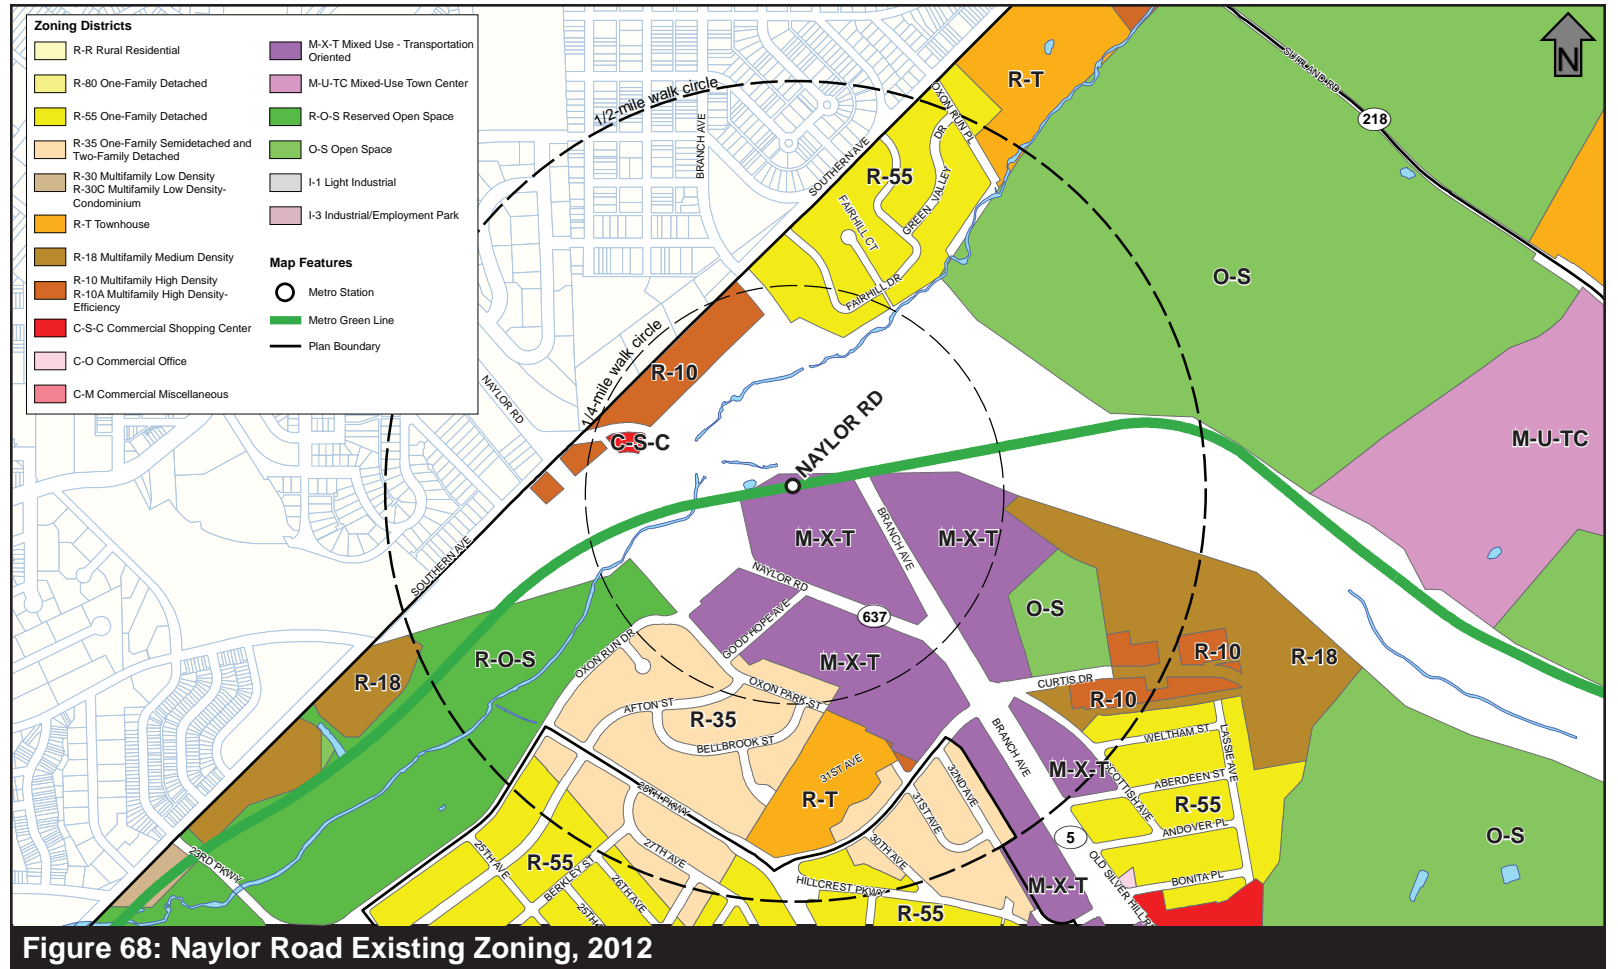 Zoning Districts
R-R Rural Residential
R-80 One-Family Detached
R-55 One-Family Detached
R-35 One-Family Semidetached and
Two-Family Detached
R-30 Multifamily Low Density
R-30C Multifamily Low Density-
Condominium
R-T Townhouse
R-18 Multifamily Medium Density
R-10 Multifamily High Density
R-10A Multifamily High Density-
Efficiency
C-S-C Commercial Shopping Center
C-O Commercial Office
C-M Commercial Miscellaneous
M-X-T Mixed Use - Transportation
Oriented
M-U-TC Mixed-Use Town Center
R-O-S Reserved Open Space
O-S Open Space
I-1 Light Industrial
I-3 Industrial/Employment Park
Map Features
Metro Station
Metro Green Line
Plan Boundary
N
1/2-mile walk circle
BRANCH AVE
SOUTHERN AVE
OXON RUN PL
R-T
SUITLAND RD
218
R-55
DR
GREEN VALLEY
FAIRHILL CT
FAIRHILL DR
O-S
1/4-mile walk circle
R-10
NAYLOR RD
C-S-C
NAYLOR RD
M-U-TC
SOUTHERN AVE
M-X-T
BRANCH AVE
M-X-T
NAYLOR RD
637
GOOD HOPE AVE
O-S
OXON RUN DR
R-O-S
R-18
M-X-T
R-10
R-18
CURTIS DR
R-10
OXON PARK ST
AFTON ST
R-35
BELLBROOK ST
BRANCH AVE
WELTHAM ST
LASSIE AVE
M-X-T
SCOTTISH AVE
ABERDEEN ST
R-55
ANDOVER PL
31ST AVE
R-T
32ND AVE
31ST AVE
28TH PKWY
5
O-S
23RD PKWY
25TH AVE
R-55
BERKLEY ST
27TH AVE
26TH AVE
25TH
30TH AVE
HILLCREST PKWY
R-55
M-X-T
OLD SILVER HILL RD
BONITA PL
Figure 68: Naylor Road Existing Zoning, 2012